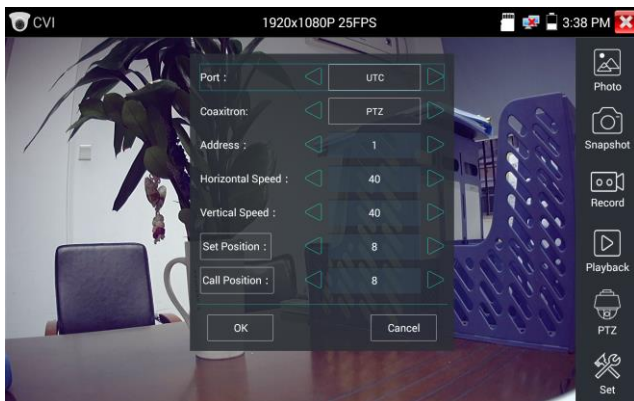 CVI 1920x1080P 25FPS 3:38 PM
Port : UTC
Coaxitron: PTZ
Address : 1
Horizontal Speed : 40
Vertical Speed : 40
Set Position : 8
Call Position : 8
OK Cancel
Photo
Snapshot
Record
Playback
PTZ
Set